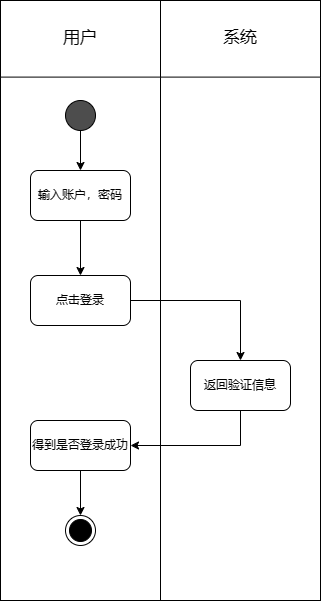 用户
系统
输入账户，密码
点击登录
返回验证信息
得到是否登录成功